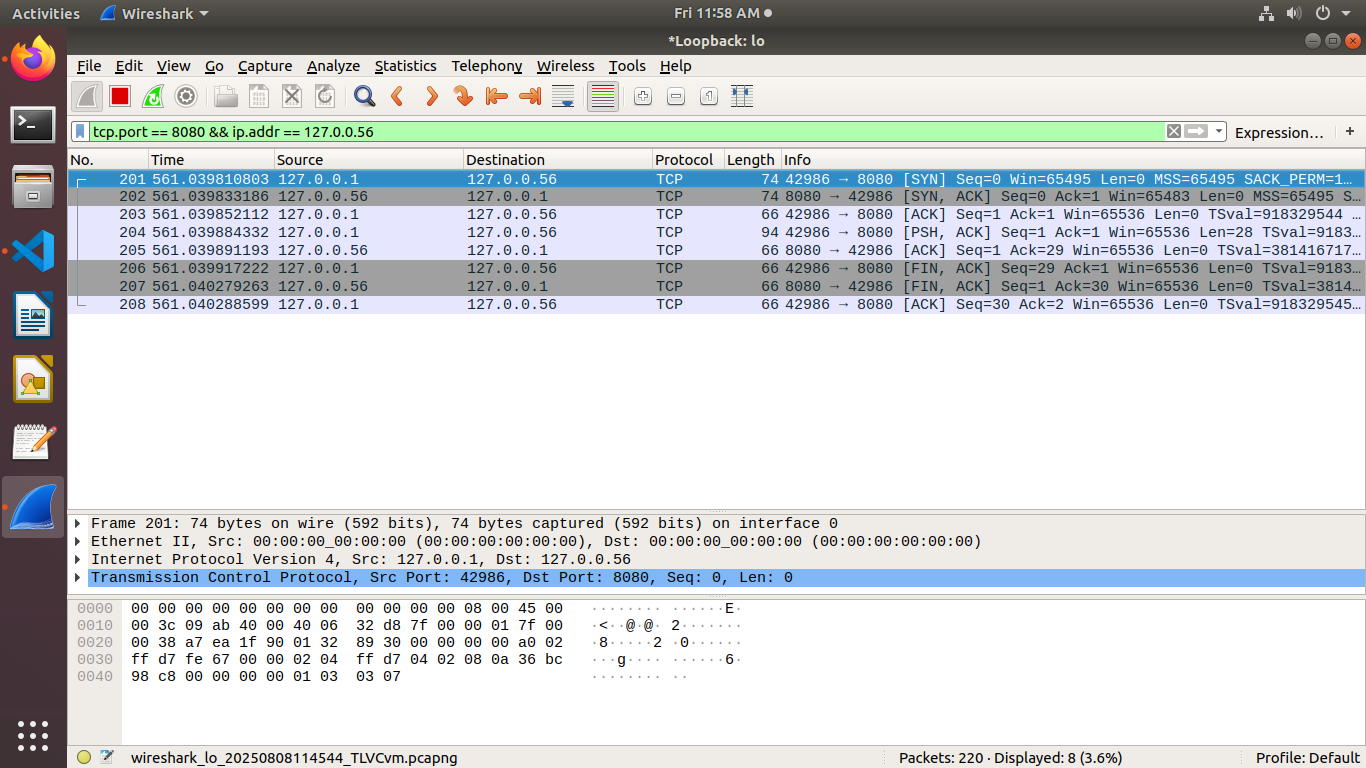 Activities Wireshark Fri 11:58 AM
*Loopback: lo
File Edit View Go Capture Analyze Statistics Telephony Wireless Tools Help
tcp.port == 8080 && ip.addr == 127.0.0.56 Expression… +
No. Time Source Destination Protocol Length Info
201 561.039810803 127.0.0.1 127.0.0.56 TCP 74 42986 → 8080 [SYN] Seq=0 Win=65495 Len=0 MSS=65495 SACK_PERM=1…
202 561.039833186 127.0.0.56 127.0.0.1 TCP 74 8080 → 42986 [SYN, ACK] Seq=0 Ack=1 Win=65483 Len=0 MSS=65495 S…
203 561.039852112 127.0.0.1 127.0.0.56 TCP 66 42986 → 8080 [ACK] Seq=1 Ack=1 Win=65536 Len=0 TSval=918329544 …
204 561.039884332 127.0.0.1 127.0.0.56 TCP 94 42986 → 8080 [PSH, ACK] Seq=1 Ack=1 Win=65536 Len=28 TSval=9183…
205 561.039891193 127.0.0.56 127.0.0.1 TCP 66 8080 → 42986 [ACK] Seq=1 Ack=29 Win=65536 Len=0 TSval=381416717…
206 561.039917222 127.0.0.1 127.0.0.56 TCP 66 42986 → 8080 [FIN, ACK] Seq=29 Ack=1 Win=65536 Len=0 TSval=9183…
207 561.040279263 127.0.0.56 127.0.0.1 TCP 66 8080 → 42986 [FIN, ACK] Seq=1 Ack=30 Win=65536 Len=0 TSval=3814…
208 561.040288599 127.0.0.1 127.0.0.56 TCP 66 42986 → 8080 [ACK] Seq=30 Ack=2 Win=65536 Len=0 TSval=918329545…
Frame 201: 74 bytes on wire (592 bits), 74 bytes captured (592 bits) on interface 0
Ethernet II, Src: 00:00:00_00:00:00 (00:00:00:00:00:00), Dst: 00:00:00_00:00:00 (00:00:00:00:00:00)
Internet Protocol Version 4, Src: 127.0.0.1, Dst: 127.0.0.56
Transmission Control Protocol, Src Port: 42986, Dst Port: 8080, Seq: 0, Len: 0
0000 00 00 00 00 00 00 00 00 00 00 00 00 08 00 45 00 ········ ······E·
0010 00 3c 09 ab 40 00 40 06 32 d8 7f 00 00 01 7f 00 ·<··@·@· 2·······
0020 00 38 a7 ea 1f 90 01 32 89 30 00 00 00 00 a0 02 ·8·····2 ·0······
0030 ff d7 fe 67 00 00 02 04 ff d7 04 02 08 0a 36 bc ···g···· ······6·
0040 98 c8 00 00 00 00 01 03 03 07 ········ ··
wireshark_lo_20250808114544_TLVCvm.pcapng Packets: 220 · Displayed: 8 (3.6%) Profile: Default